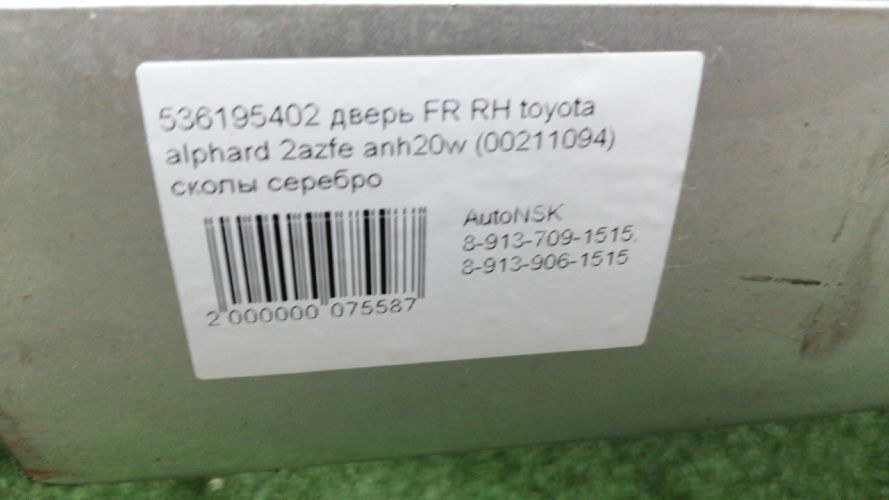 536195402 дверь FR RH toyota
alphard 2azfe anh20w (00211094)
сколы серебро
AutoNSK
8-913-709-1515,
8-913-906-1515
2 000000 075587